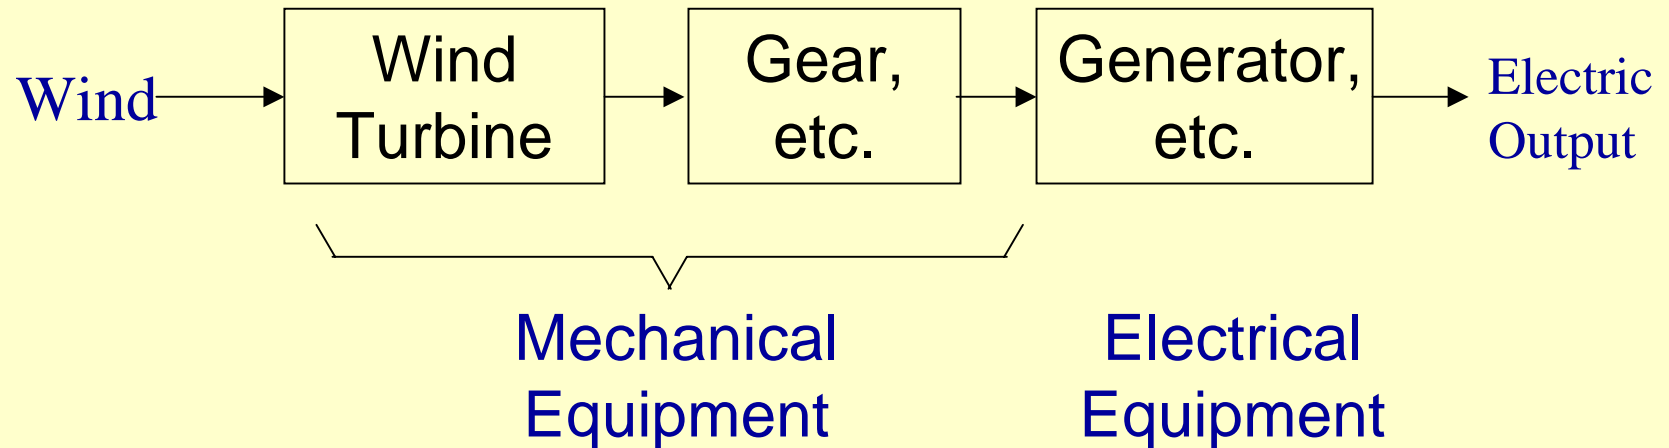 Wind
Wind
Turbine
Gear,
etc.
Generator,
etc.
Electric
Output
Mechanical
Equipment
Electrical
Equipment